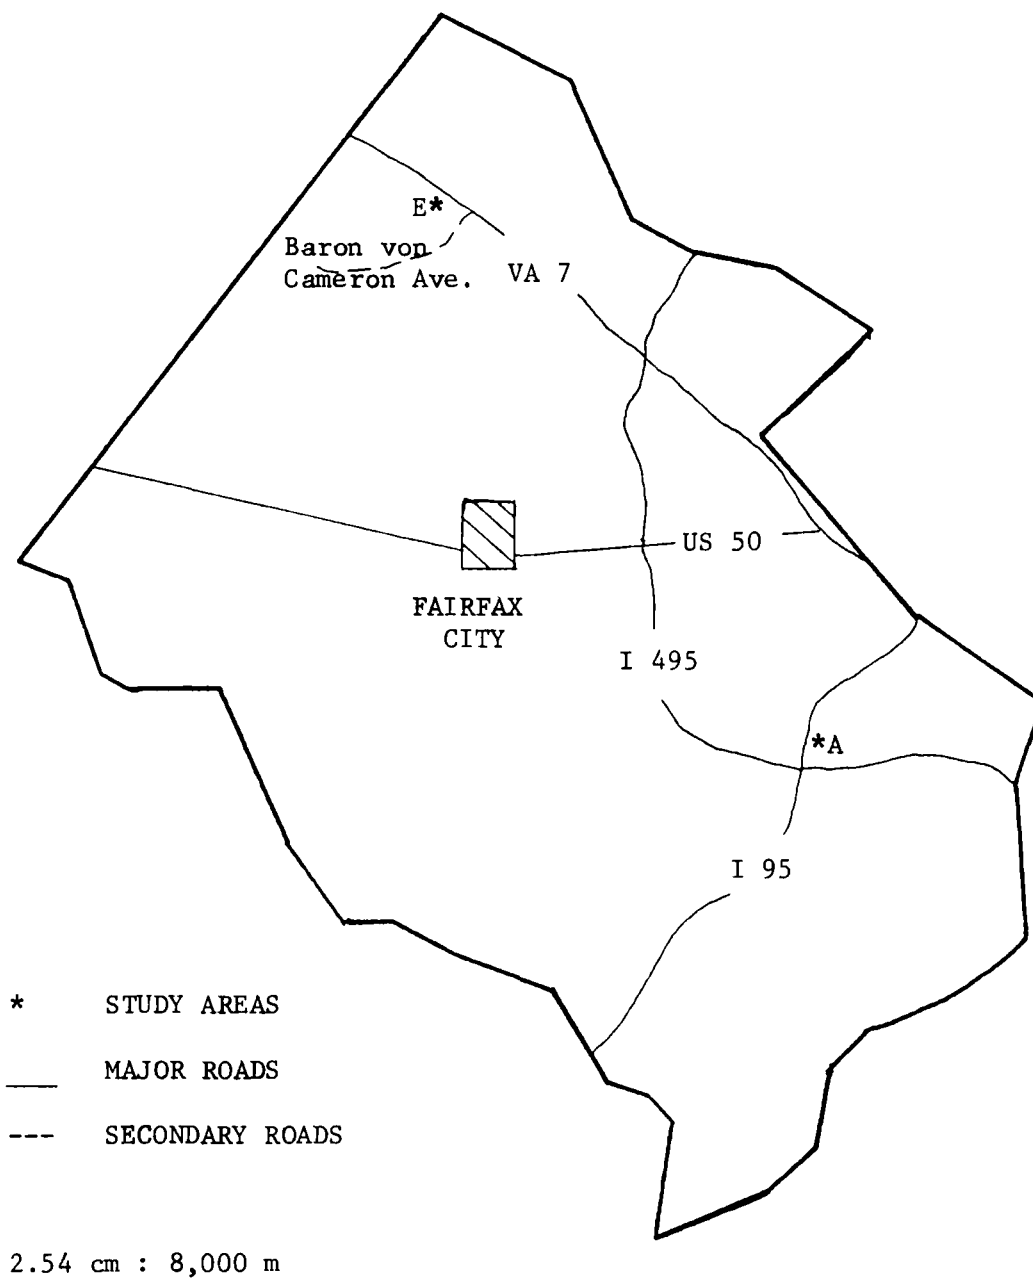 E*
Baron von
Cameron Ave.
VA 7
US 50
FAIRFAX
CITY
I 495
*A
I 95
* STUDY AREAS
MAJOR ROADS
--- SECONDARY ROADS
2.54 cm : 8,000 m